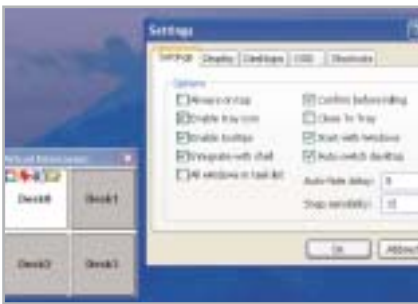 Settings
Settings Display Desktops OSD Shortcuts
Options
Always on top
Confirm before killing
Enable tray icon
Close To Tray
Enable tooltips
Start with Windows
Integrate with shell
Auto switch desktop
All windows in task list
Auto-hide delay:
Snap sensibility:
OK
Desk0
Desk1
Desk2
Desk3